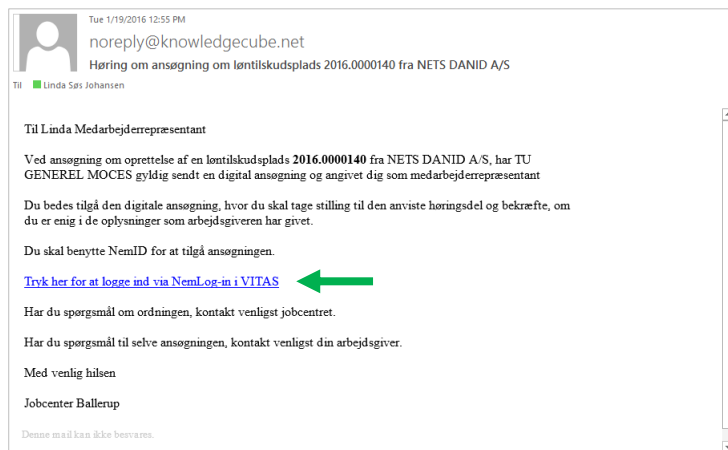 Tue 1/19/2016 12:55 PM
noreply@knowledgecube.net
Høring om ansøgning om løntilskudsplads 2016.0000140 fra NETS DANID A/S
Til Linda Søs Johansen
Til Linda Medarbejderrepræsentant
Ved ansøgning om oprettelse af en løntilskudsplads 2016.0000140 fra NETS DANID A/S, har TU
GENEREL MOCES gyldig sendt en digital ansøgning og angivet dig som medarbejderrepræsentant
Du bedes tilgå den digitale ansøgning, hvor du skal tage stilling til den anviste høringsdel og bekræfte, om
du er enig i de oplysninger som arbejdsgiveren har givet.
Du skal benytte NemID for at tilgå ansøgningen.
Tryk her for at logge ind via NemLog-in i VITAS
Har du spørgsmål om ordningen, kontakt venligst jobcentret.
Har du spørgsmål til selve ansøgningen, kontakt venligst din arbejdsgiver.
Med venlig hilsen
Jobcenter Ballerup
Denne mail kan ikke besvares.